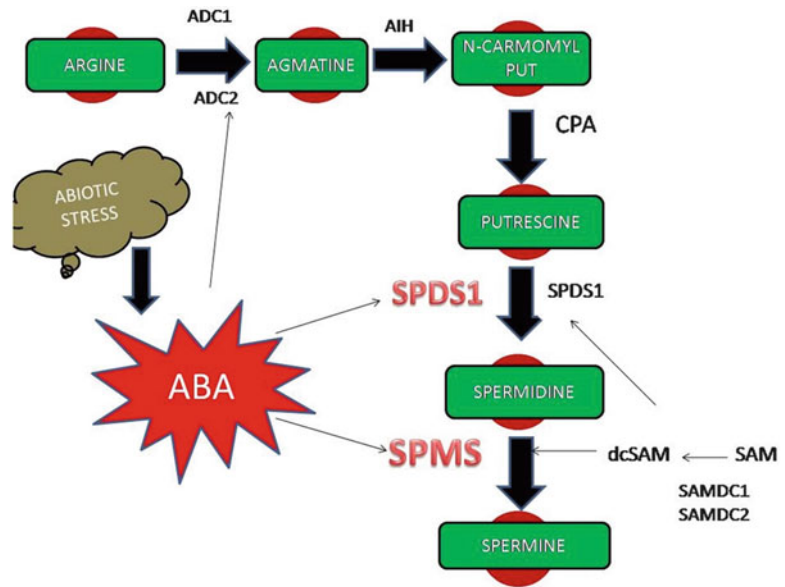 ADC1
AIH
ARGINE
AGMATINE
N-CARMOMYL
PUT
ADC2
CPA
ABIOTIC
STRESS
PUTRESCINE
SPDS1
SPDS1
ABA
SPERMIDINE
SPMS
dcSAM
SAM
SAMDC1
SAMDC2
SPERMINE